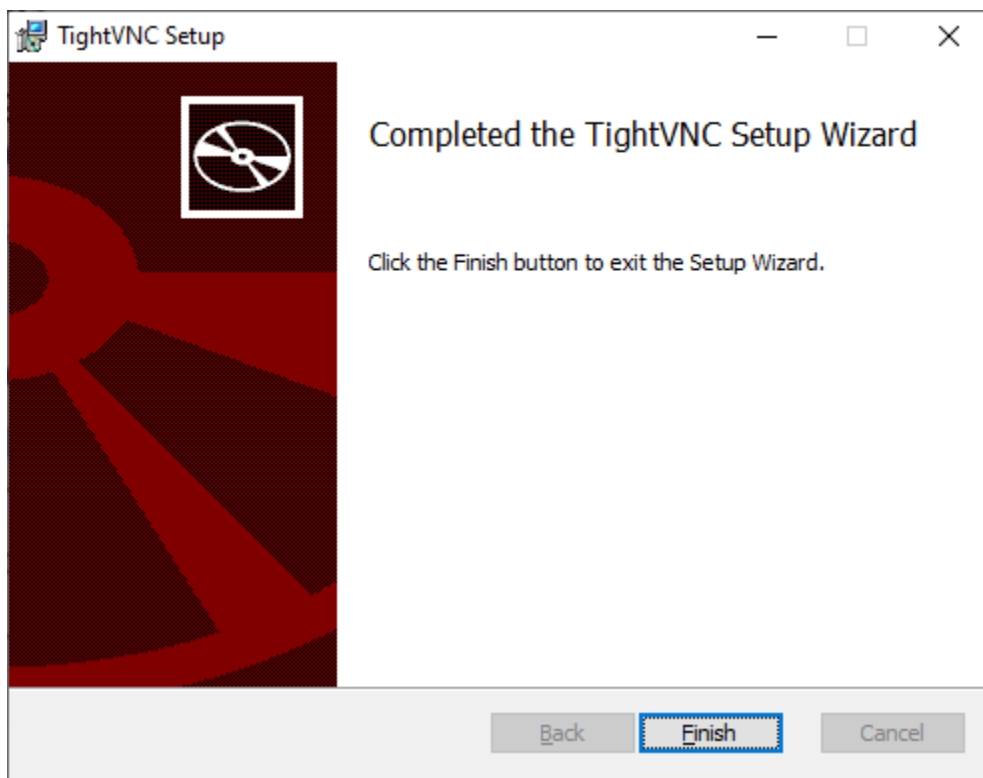 TightVNC Setup
Completed the TightVNC Setup Wizard
Click the Finish button to exit the Setup Wizard.
Back Finish Cancel